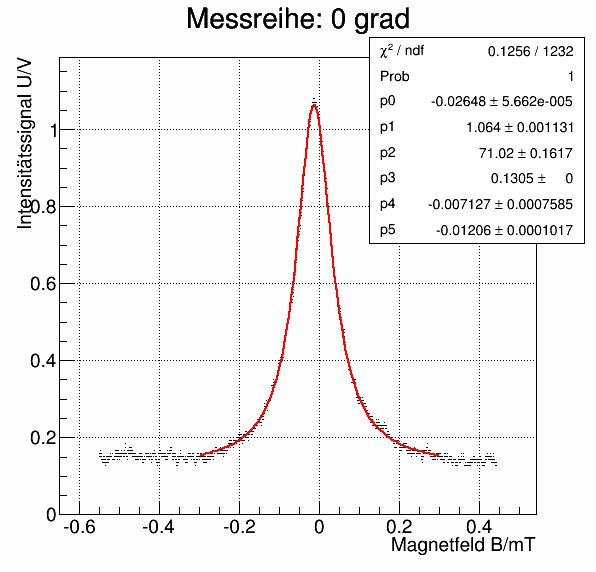 Messreihe: 0 grad
χ² / ndf 0.1256 / 1232
Prob 1
p0 -0.02648 ± 5.662e-005
p1 1.064 ± 0.001131
p2 71.02 ± 0.1617
p3 0.1305 ± 0
p4 -0.007127 ± 0.0007585
p5 -0.01206 ± 0.0001017
Intensitätssignal U/V
1
0.8
0.6
0.4
0.2
0
-0.6 -0.4 -0.2 0 0.2 0.4
Magnetfeld B/mT